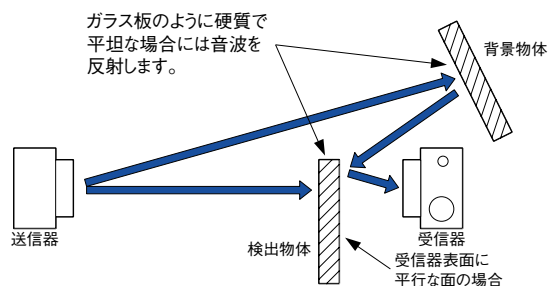 ガラス板のように硬質で
平坦な場合には音波を
反射します。
背景物体
送信器
検出物体
受信器
受信器表面に
平行な面の場合